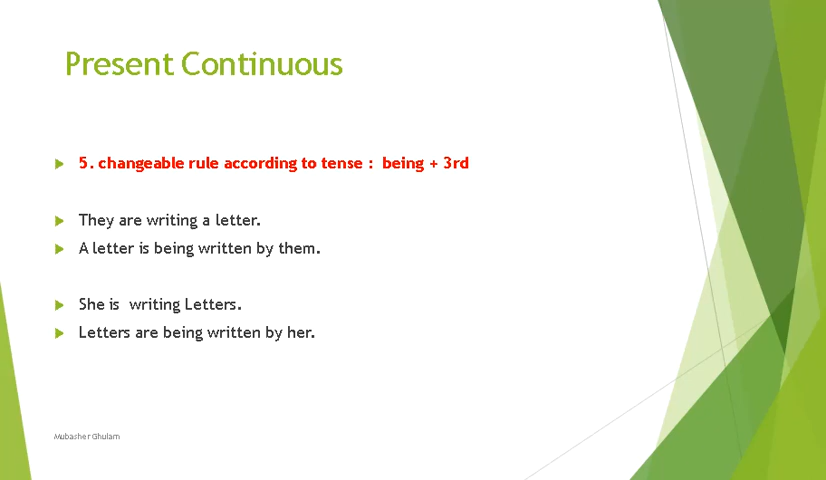 Present Continuous
5. changeable rule according to tense : being + 3rd
They are writing a letter.
A letter is being written by them.
She is writing Letters.
Letters are being written by her.
Mubasher Ghulam